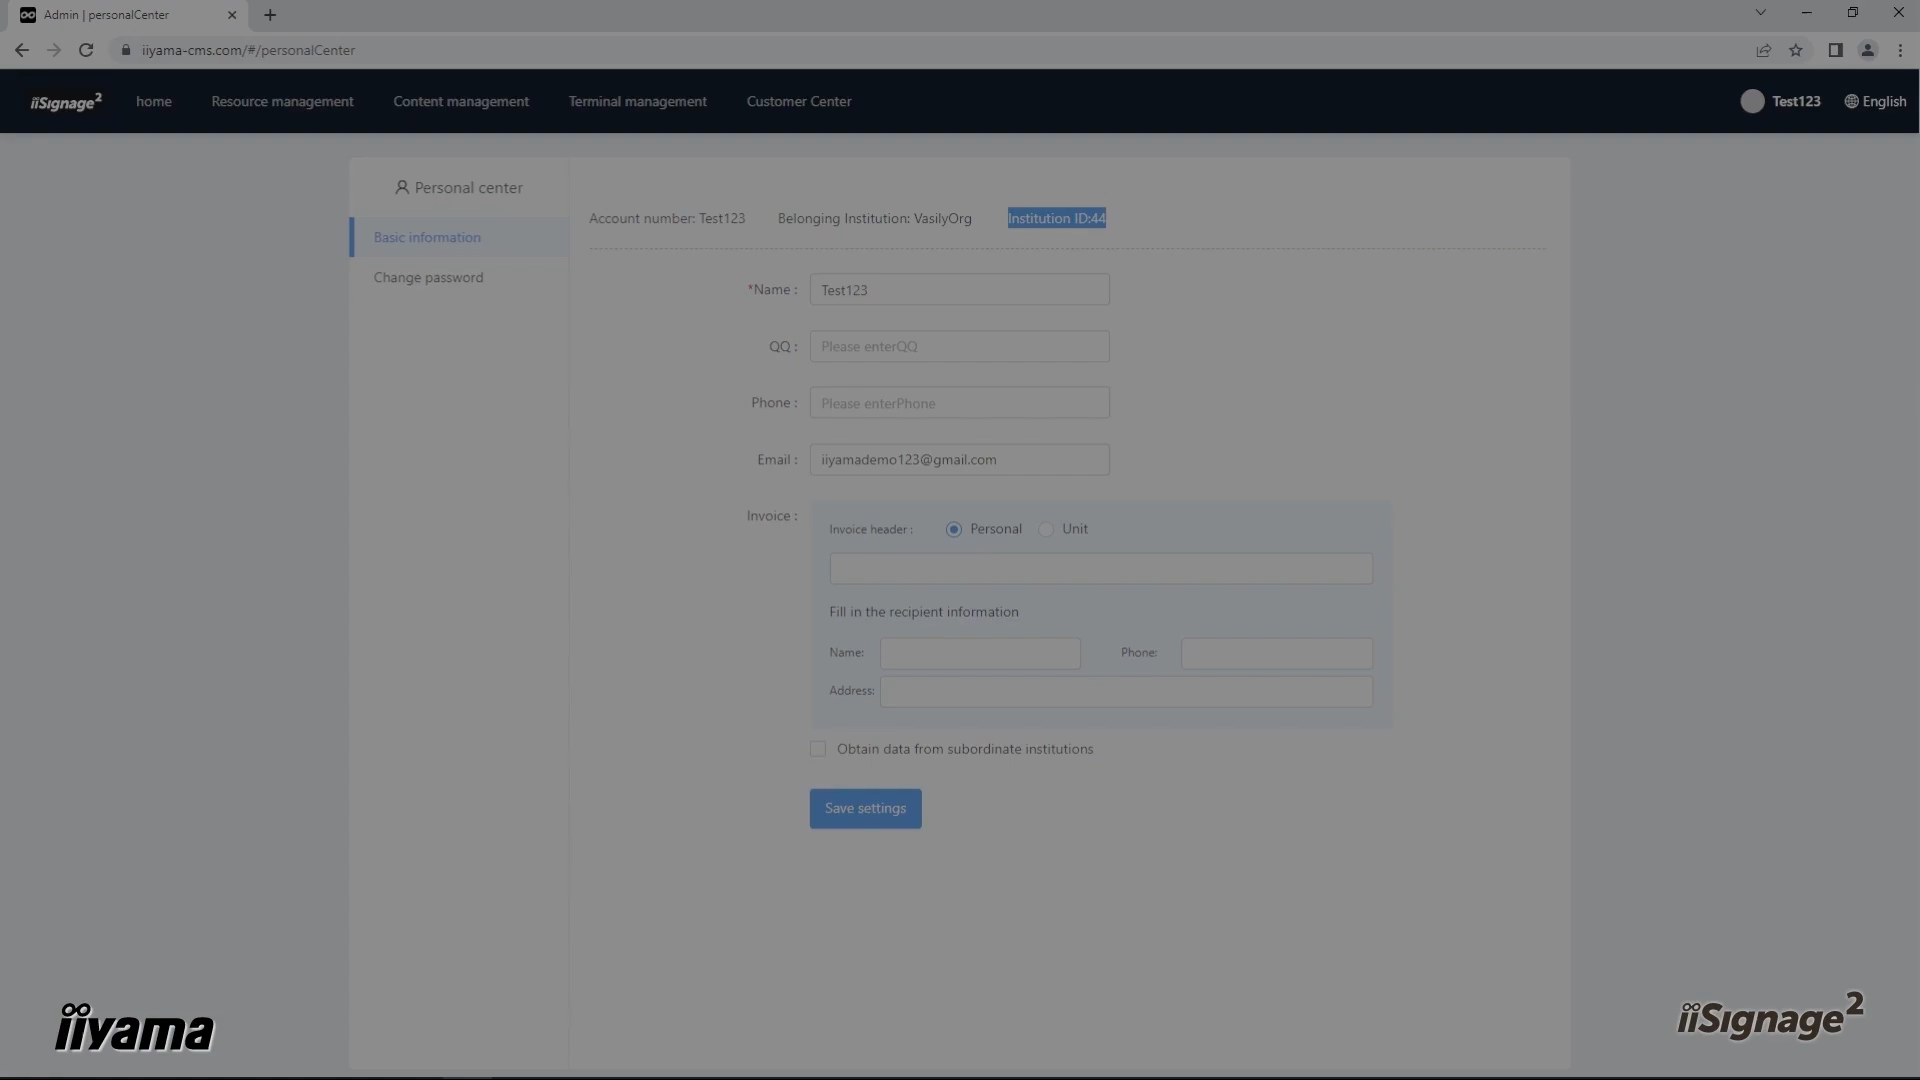 Admin | personalCenter
iiyama-cms.com/#/personalCenter
iiSignage2 home Resource management Content management Terminal management Customer Center Test123 English
Personal center
Basic information
Change password
Account number: Test123 Belonging Institution: VasilyOrg Institution ID:44
*Name : Test123
QQ : Please enterQQ
Phone : Please enterPhone
Email : iiyamademo123@gmail.com
Invoice :
Invoice header : Personal Unit
Fill in the recipient information
Name: Phone:
Address:
Obtain data from subordinate institutions
Save settings
iiyama
iiSignage2